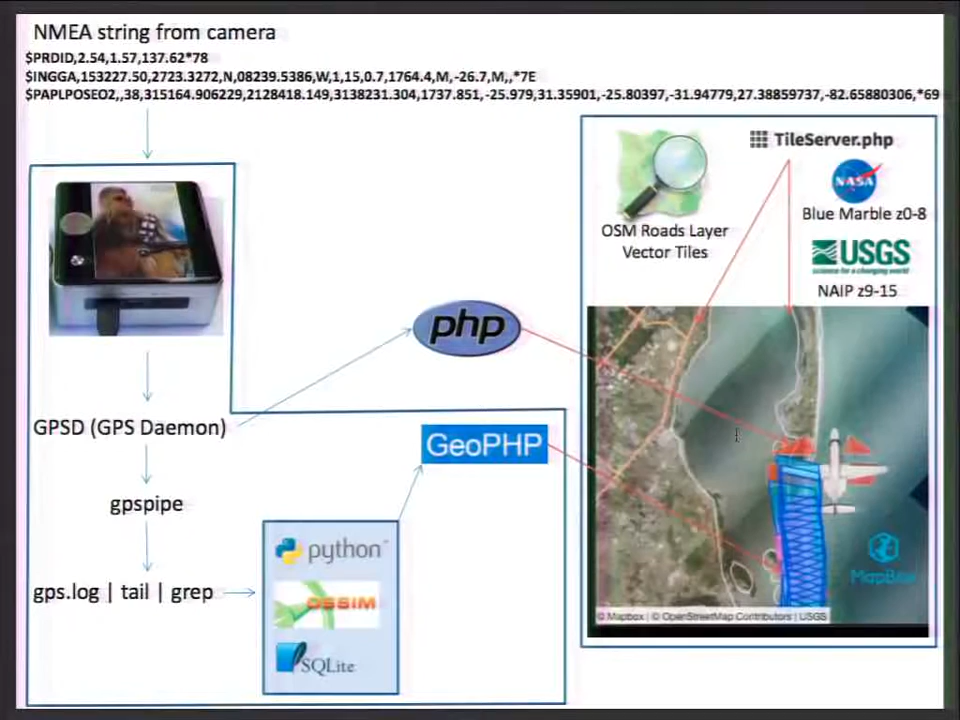 NMEA string from camera
$PRDID,2.54,1.57,137.62*78
$INGGA,153227.50,2723.3272,N,08239.5386,W,1,15,0.7,1764.4,M,-26.7,M,,*7E
$PAPLPOSEO2,,38,315164.906229,2128418.149,3138231.304,1737.851,-25.979,31.35901,-25.80397,-31.94779,27.38859737,-82.65880306,*69
TileServer.php
NASA
Blue Marble z0-8
OSM Roads Layer
Vector Tiles
USGS
science for a changing world
NAIP z9-15
php
GPSD (GPS Daemon)
GeoPHP
gpspipe
python
OSSIM
gps.log | tail | grep
SQLite
MapBox
© Mapbox | © OpenStreetMap Contributors | USGS